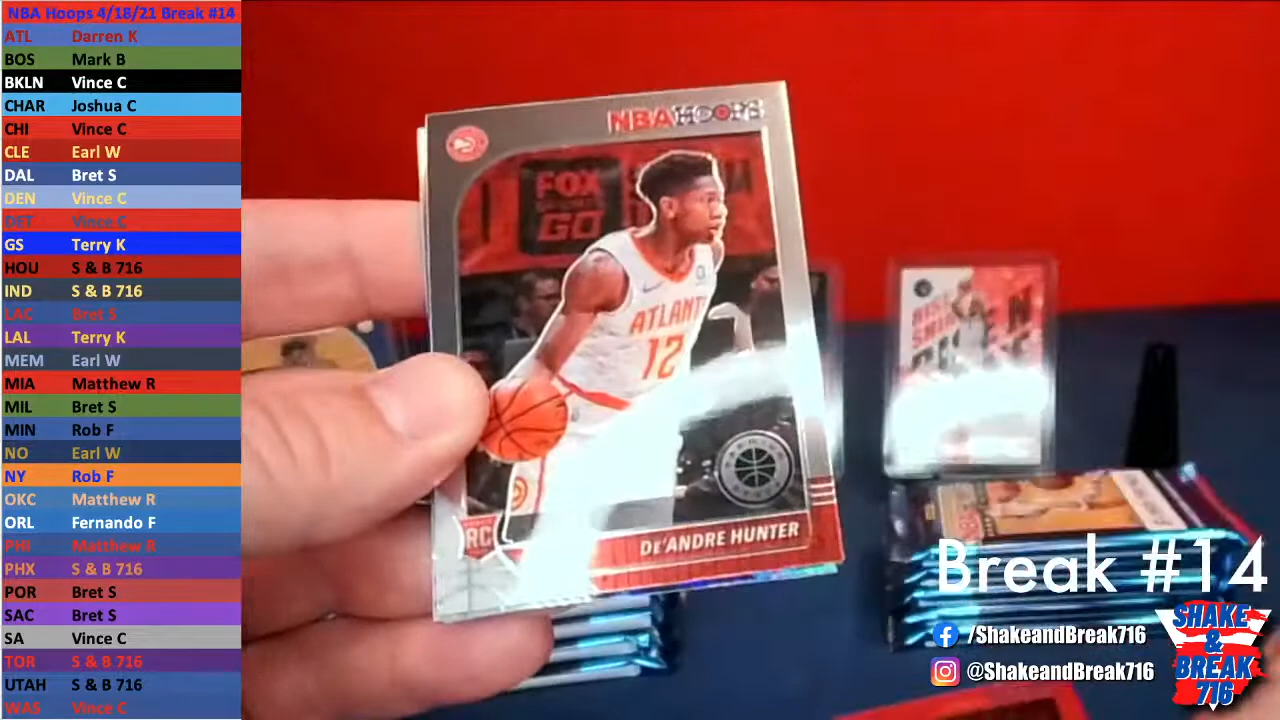 NBA Hoops 4/18/21 Break #14
ATL Darren K
BOS Mark B
BKLN Vince C
CHAR Joshua C
CHI Vince C
CLE Earl W
DAL Bret S
DEN Vince C
DET Vince C
GS Terry K
HOU S & B 716
IND S & B 716
LAC Bret S
LAL Terry K
MEM Earl W
MIA Matthew R
MIL Bret S
MIN Rob F
NO Earl W
NY Rob F
OKC Matthew R
ORL Fernando F
PHI Matthew R
PHX S & B 716
POR Bret S
SAC Bret S
SA Vince C
TOR S & B 716
UTAH S & B 716
WAS Vince C
NBA HOOPS
FOX
GO
ATLANT
12
RC
DE'ANDRE HUNTER
Break #14
/ShakeandBreak716
@ShakeandBreak716
SHAKE
&
BREAK
716